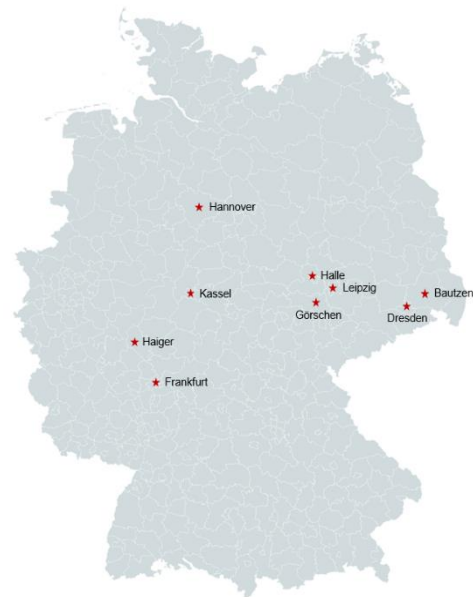 Hannover
Halle
Leipzig
Kassel
Bautzen
Görschen
Dresden
Haiger
Frankfurt